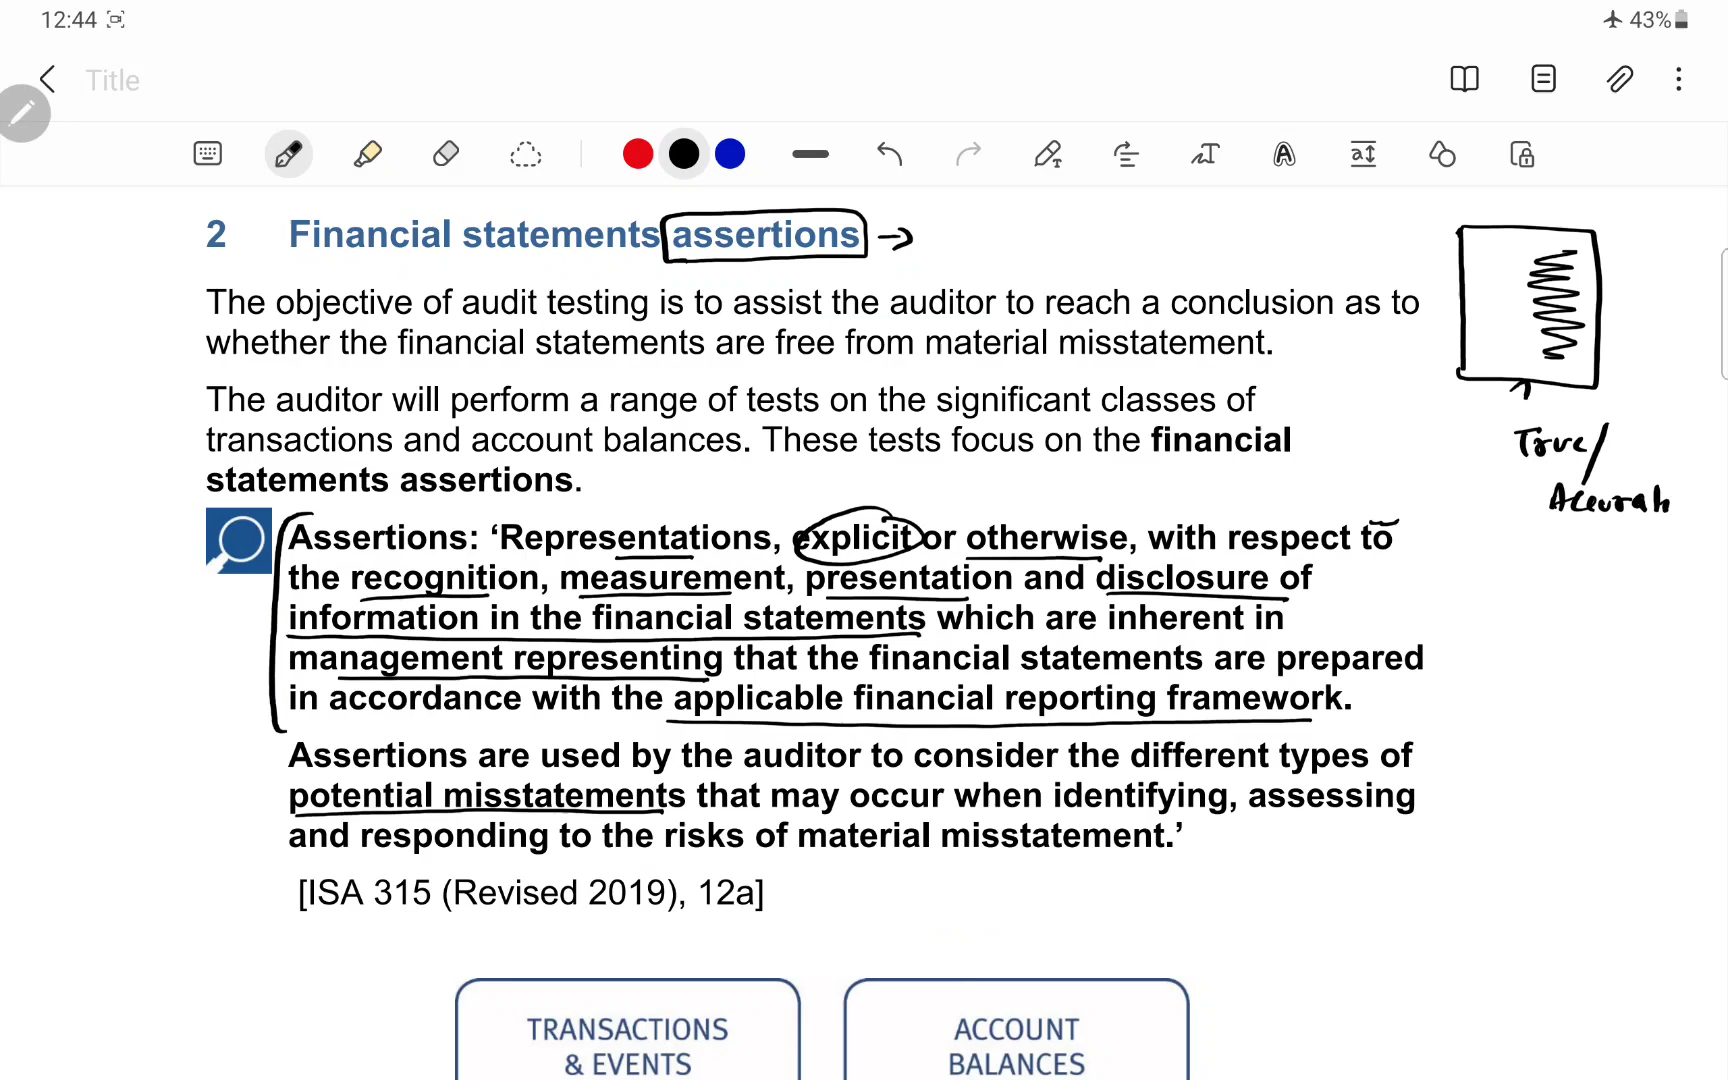 12:44
43%
Title
2 Financial statements assertions
The objective of audit testing is to assist the auditor to reach a conclusion as to
whether the financial statements are free from material misstatement.
The auditor will perform a range of tests on the significant classes of
transactions and account balances. These tests focus on the financial
statements assertions.
True/
Assertions: ‘Representations, explicit or otherwise, with respect to
the recognition, measurement, presentation and disclosure of
information in the financial statements which are inherent in
management representing that the financial statements are prepared
in accordance with the applicable financial reporting framework.
Assertions are used by the auditor to consider the different types of
potential misstatements that may occur when identifying, assessing
and responding to the risks of material misstatement.’
[ISA 315 (Revised 2019), 12a]
TRANSACTIONS
& EVENTS
ACCOUNT
BALANCES